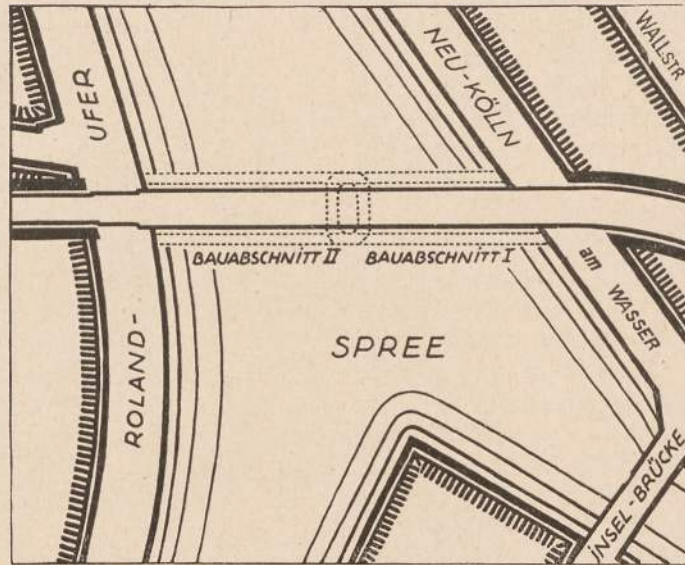 WALLSTR
NEU-KÖLLN
UFER
BAUABSCHNITT II
BAUABSCHNITT I
am WASSER
SPREE
ROLAND-
INSEL-BRÜCKE